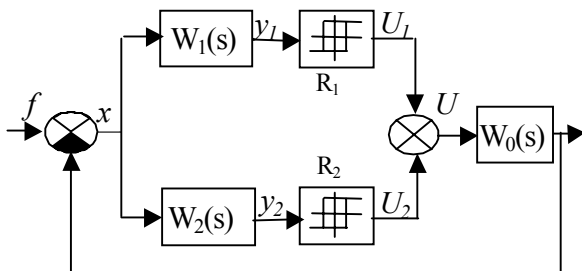 W₁(s)
y₁
U₁
R₁
f
x
U
W₀(s)
R₂
W₂(s)
y₂
U₂